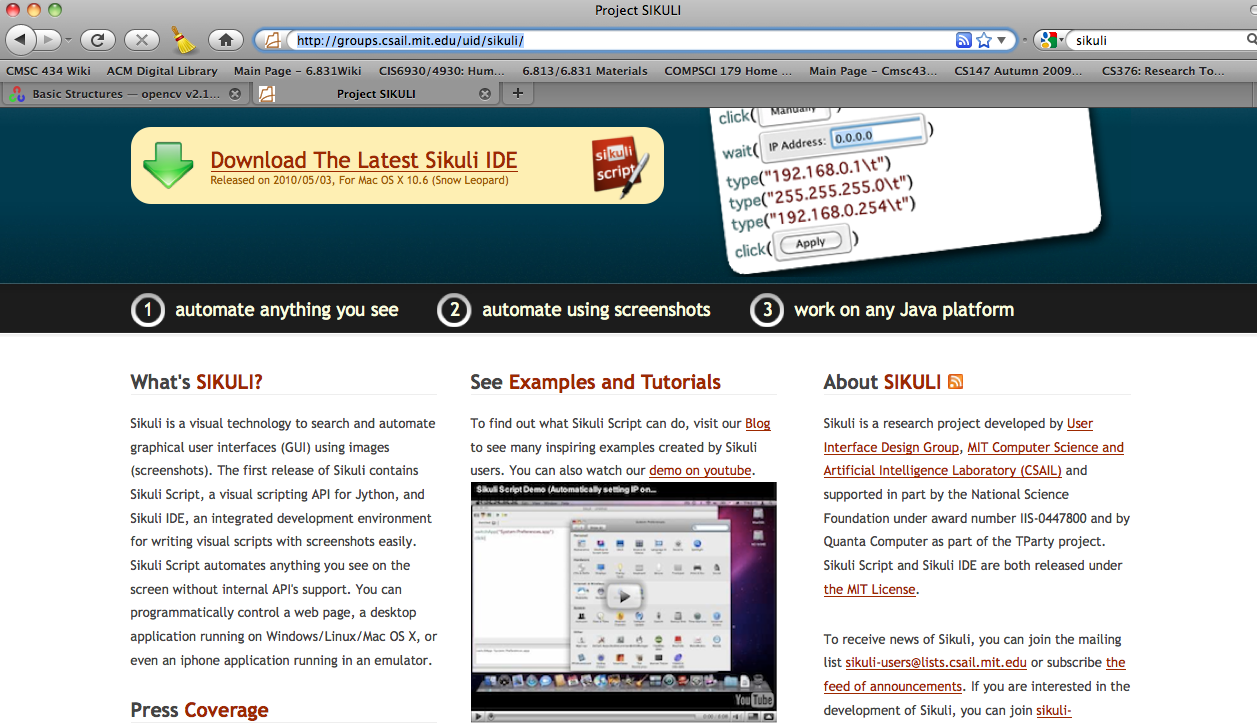 Project SIKULI
http://groups.csail.mit.edu/uid/sikuli/
sikuli
CMSC 434 Wiki
ACM Digital Library
Main Page - 6.831Wiki
CIS6930/4930: Hum...
6.813/6.831 Materials
COMPSCI 179 Home ...
Main Page - Cmsc43...
CS147 Autumn 2009...
CS376: Research To...
Basic Structures — opencv v2.1...
Project SIKULI
Download The Latest Sikuli IDE
Released on 2010/05/03, For Mac OS X 10.6 (Snow Leopard)
sikuli
script
click( Manually )
wait( IP Address: 0.0.0.0 )
type("192.168.0.1\t")
type("255.255.255.0\t")
type("192.168.0.254\t")
click( Apply )
1 automate anything you see
2 automate using screenshots
3 work on any Java platform
What's SIKULI?
Sikuli is a visual technology to search and automate
graphical user interfaces (GUI) using images
(screenshots). The first release of Sikuli contains
Sikuli Script, a visual scripting API for Jython, and
Sikuli IDE, an integrated development environment
for writing visual scripts with screenshots easily.
Sikuli Script automates anything you see on the
screen without internal API's support. You can
programmatically control a web page, a desktop
application running on Windows/Linux/Mac OS X, or
even an iphone application running in an emulator.
Press Coverage
See Examples and Tutorials
To find out what Sikuli Script can do, visit our Blog
to see many inspiring examples created by Sikuli
users. You can also watch our demo on youtube.
Sikuli Script Demo (Automatically setting IP on...
YouTube
About SIKULI
Sikuli is a research project developed by User
Interface Design Group, MIT Computer Science and
Artificial Intelligence Laboratory (CSAIL) and
supported in part by the National Science
Foundation under award number IIS-0447800 and by
Quanta Computer as part of the TParty project.
Sikuli Script and Sikuli IDE are both released under
the MIT License.
To receive news of Sikuli, you can join the mailing
list sikuli-users@lists.csail.mit.edu or subscribe the
feed of announcements. If you are interested in the
development of Sikuli, you can join sikuli-